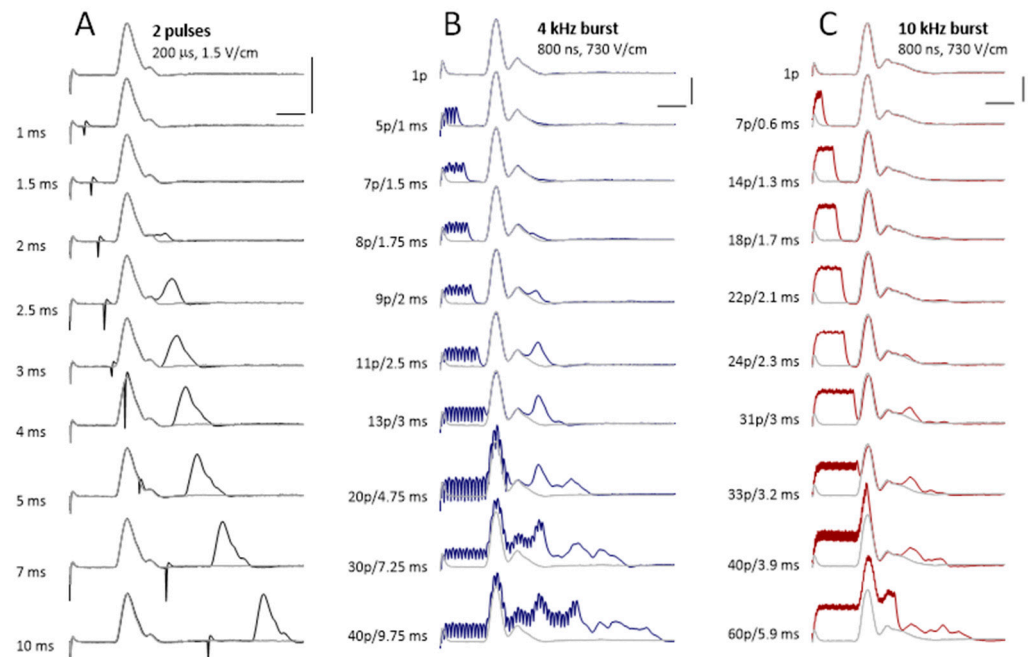 A
2 pulses
200 µs, 1.5 V/cm
1 ms
1.5 ms
2 ms
2.5 ms
3 ms
4 ms
5 ms
7 ms
10 ms
B
4 kHz burst
800 ns, 730 V/cm
1p
5p/1 ms
7p/1.5 ms
8p/1.75 ms
9p/2 ms
11p/2.5 ms
13p/3 ms
20p/4.75 ms
30p/7.25 ms
40p/9.75 ms
C
10 kHz burst
800 ns, 730 V/cm
1p
7p/0.6 ms
14p/1.3 ms
18p/1.7 ms
22p/2.1 ms
24p/2.3 ms
31p/3 ms
33p/3.2 ms
40p/3.9 ms
60p/5.9 ms